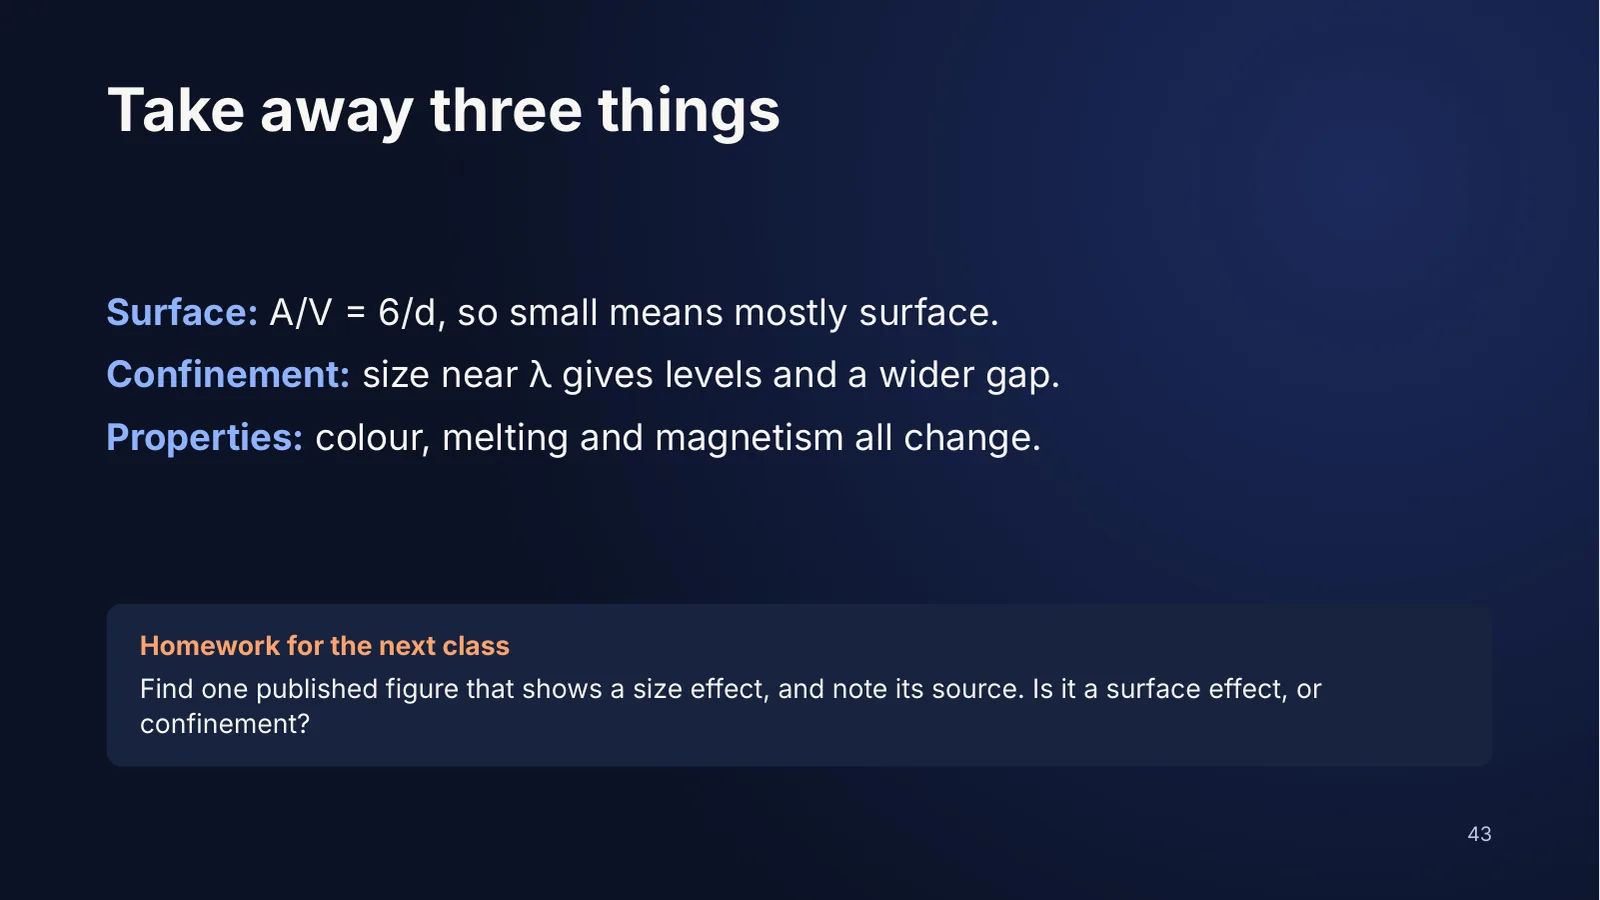 Take away three things
Surface: A/V = 6/d, so small means mostly surface.
Confinement: size near λ gives levels and a wider gap.
Properties: colour, melting and magnetism all change.
Homework for the next class
Find one published figure that shows a size effect, and note its source. Is it a surface effect, or
confinement?
43